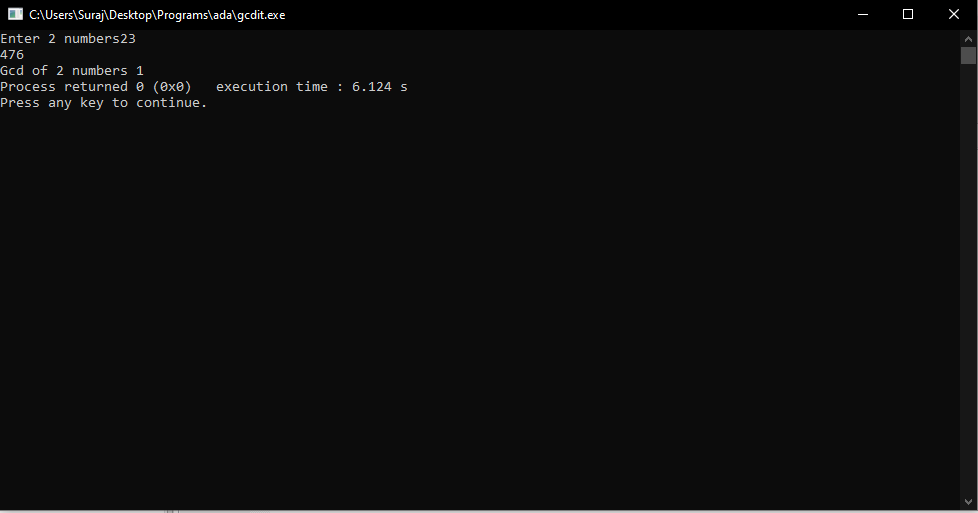 C:\Users\Suraj\Desktop\Programs\ada\gcdit.exe
Enter 2 numbers23
476
Gcd of 2 numbers 1
Process returned 0 (0x0)   execution time : 6.124 s
Press any key to continue.